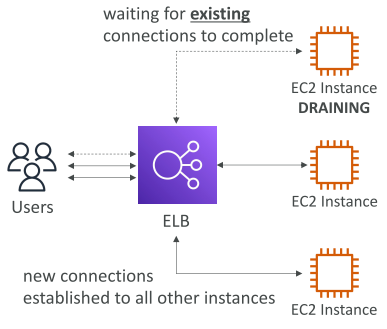 waiting for existing
connections to complete
EC2 Instance
DRAINING
Users
ELB
EC2 Instance
new connections
established to all other instances
EC2 Instance